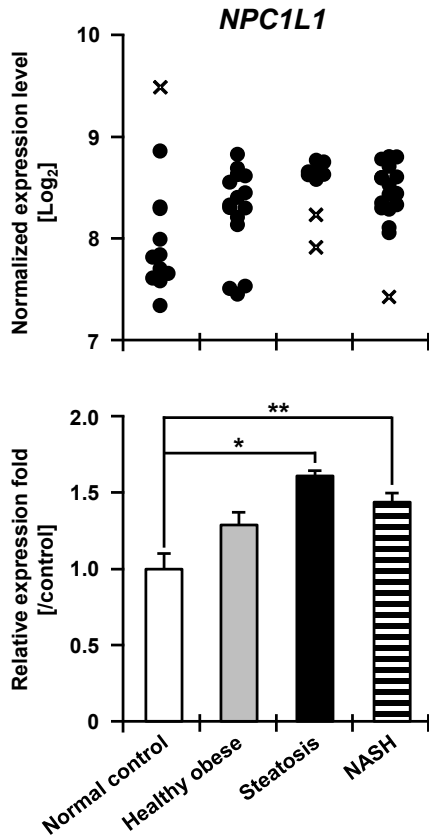 NPC1L1
Normalized expression level
[Log₂]
10
9
8
7
Relative expression fold
[/control]
2.0
1.5
1.0
0.5
0
**
*
Normal control
Healthy obese
Steatosis
NASH